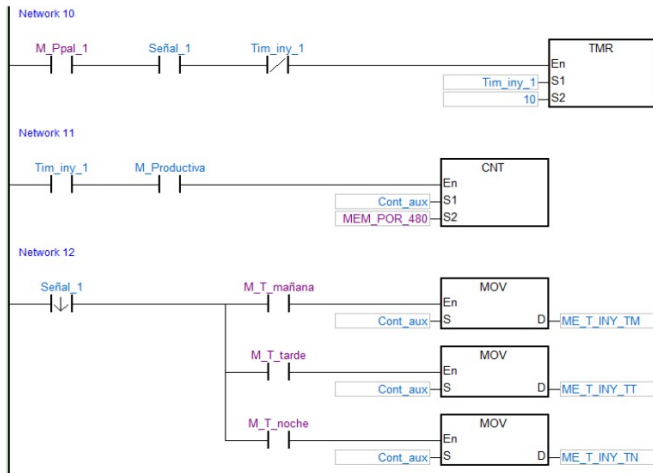 Network 10
M_Ppal_1 Señal_1 Tim_iny_1 TMR
En
Tim_iny_1 S1
10 S2
Network 11
Tim_iny_1 M_Productiva CNT
En
Cont_aux S1
MEM_POR_480 S2
Network 12
Señal_1 M_T_mañana MOV
En
Cont_aux S D ME_T_INY_TM
M_T_tarde MOV
En
Cont_aux S D ME_T_INY_TT
M_T_noche MOV
En
Cont_aux S D ME_T_INY_TN